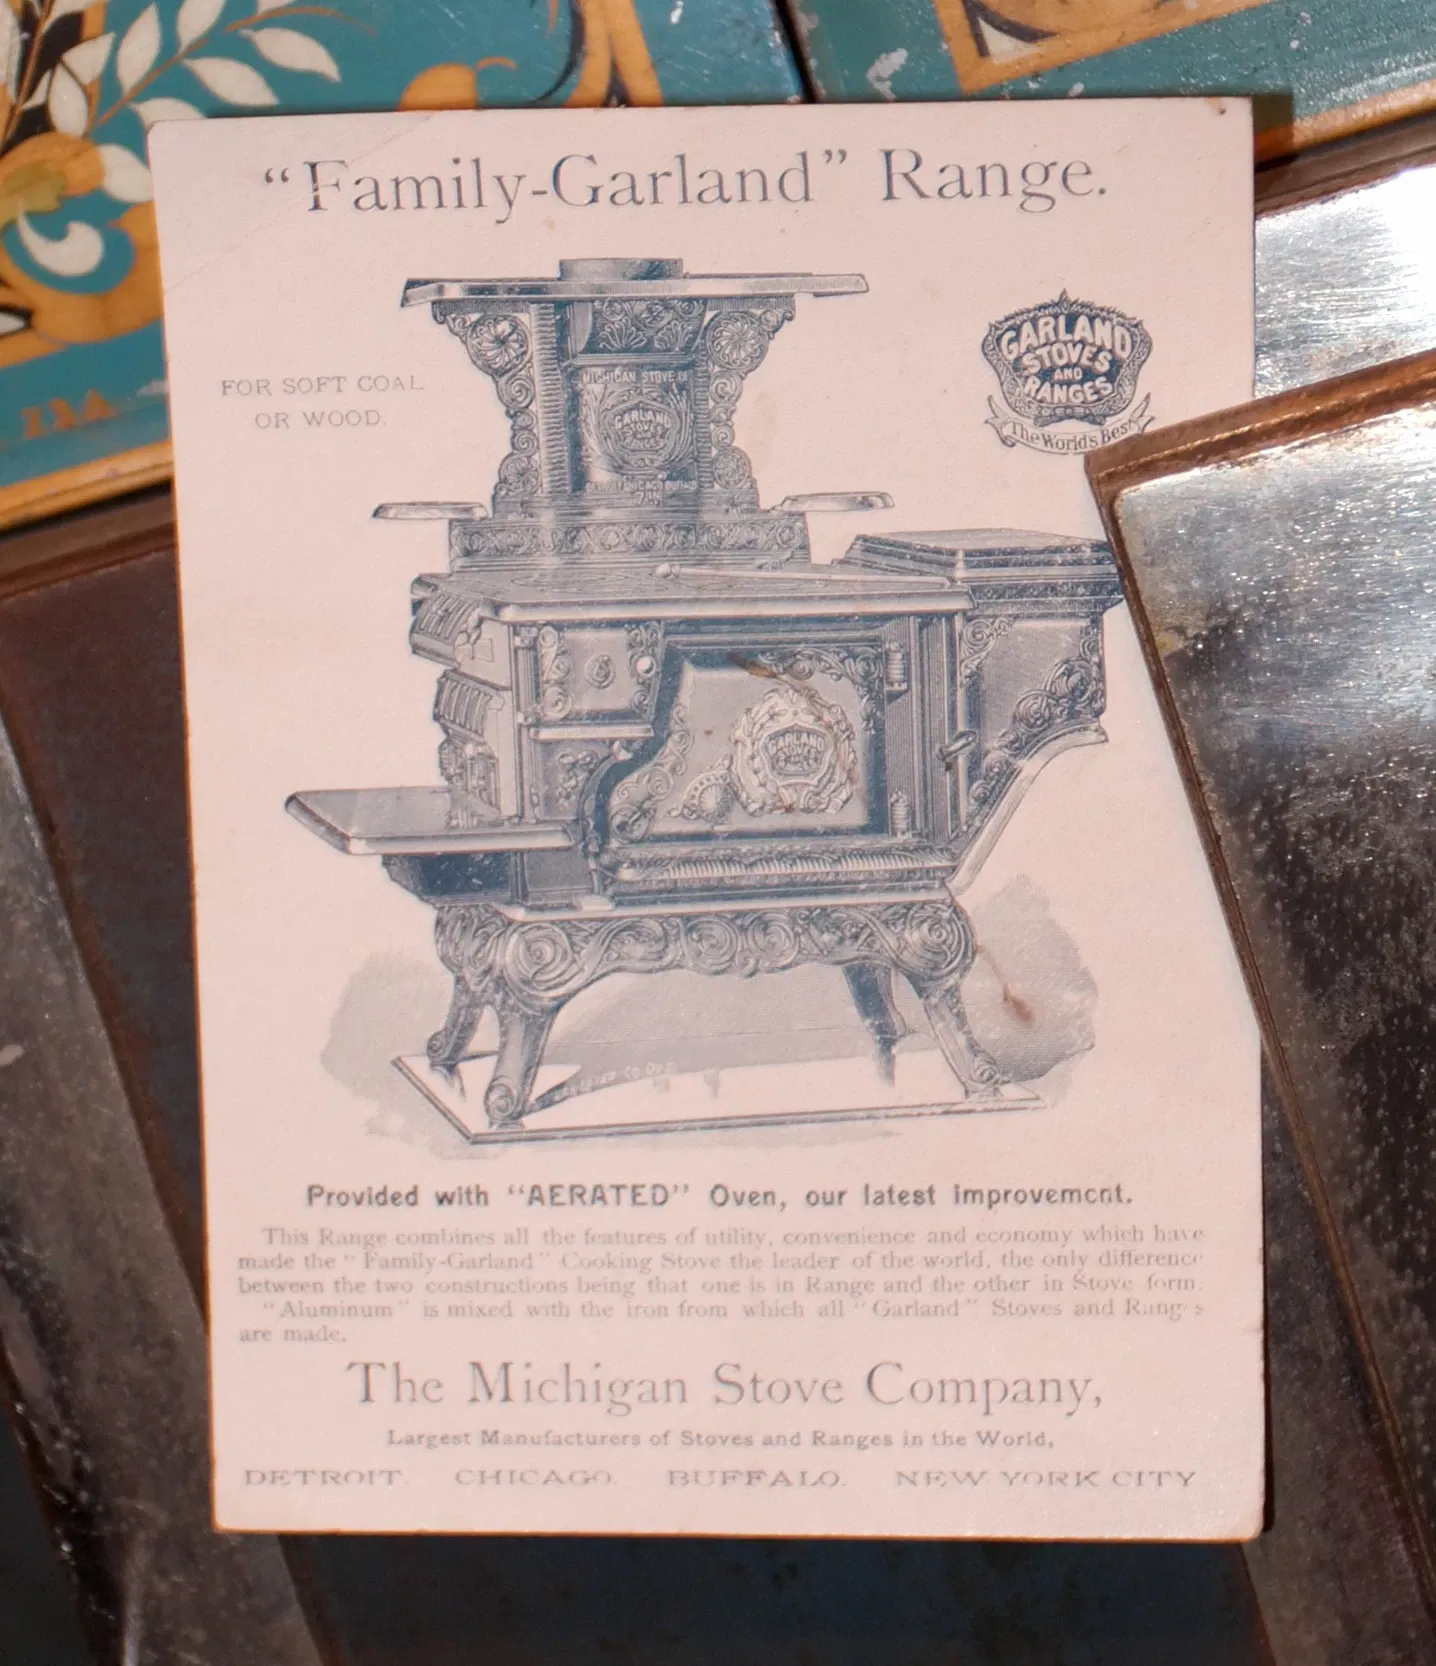 “Family-Garland” Range.
FOR SOFT COAL
OR WOOD.
GARLAND
STOVES
AND
RANGES
The World's Best
MICHIGAN STOVE Co
GARLAND
STOVES
GARLAND
STOVES
Provided with “AERATED” Oven, our latest improvement.
This Range combines all the features of utility, convenience and economy which have
made the “Family-Garland” Cooking Stove the leader of the world, the only difference
between the two constructions being that one is in Range and the other in Stove form.
“Aluminum” is mixed with the iron from which all “Garland” Stoves and Ranges
are made.
The Michigan Stove Company,
Largest Manufacturers of Stoves and Ranges in the World,
DETROIT. CHICAGO. BUFFALO. NEW YORK CITY